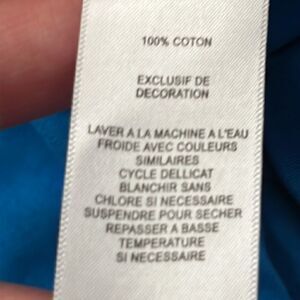 100% COTON
EXCLUSIF DE
DECORATION
LAVER A LA MACHINE A L'EAU
FROIDE AVEC COULEURS
SIMILAIRES
CYCLE DELLICAT
BLANCHIR SANS
CHLORE SI NECESSAIRE
SUSPENDRE POUR SECHER
REPASSER A BASSE
TEMPERATURE
SI NECESSAIRE